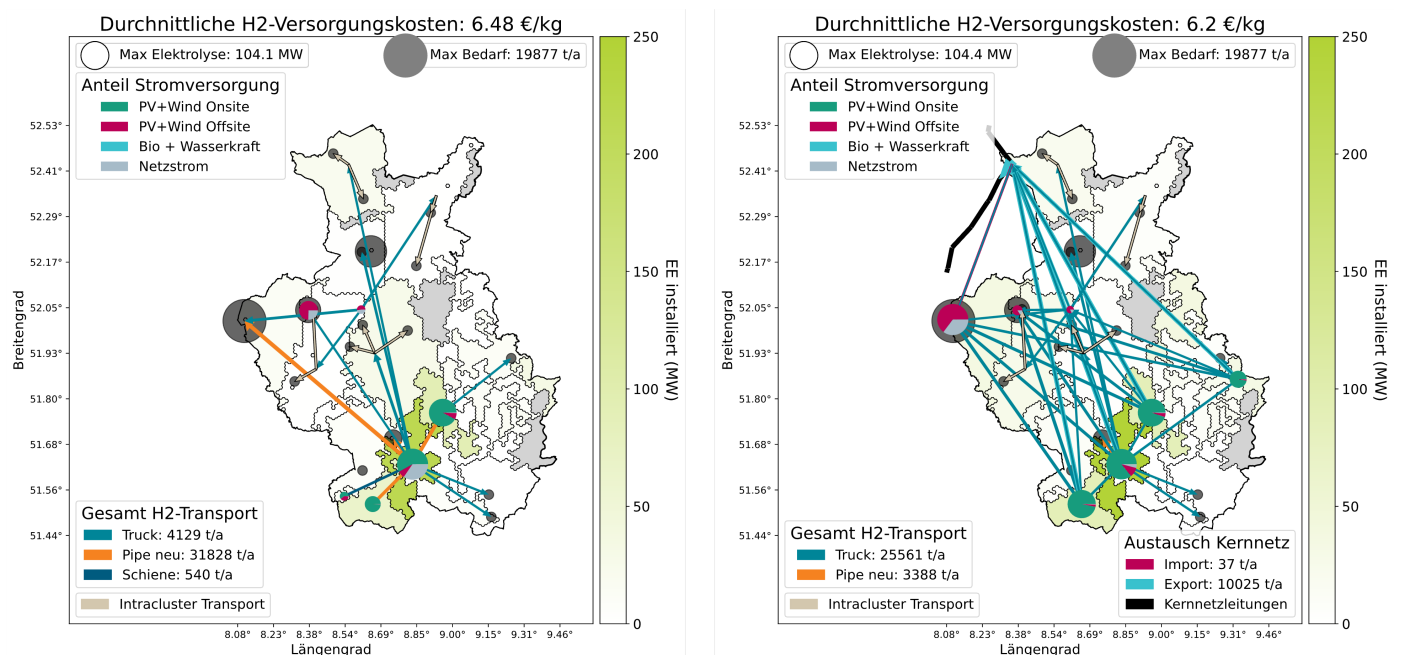 Durchnittliche H2-Versorgungskosten: 6.48 €/kg
Max Elektrolyse: 104.1 MW
Max Bedarf: 19877 t/a
Anteil Stromversorgung
PV+Wind Onsite
PV+Wind Offsite
Bio + Wasserkraft
Netzstrom
52.53°
52.41°
52.29°
52.17°
52.05°
51.93°
51.80°
51.68°
51.56°
51.44°
Breitengrad
Gesamt H2-Transport
Truck: 4129 t/a
Pipe neu: 31828 t/a
Schiene: 540 t/a
Intracluster Transport
8.08° 8.23° 8.38° 8.54° 8.69° 8.85° 9.00° 9.15° 9.31° 9.46°
Längengrad
250
200
150
100
50
0
EE installiert (MW)
Durchnittliche H2-Versorgungskosten: 6.2 €/kg
Max Elektrolyse: 104.4 MW
Max Bedarf: 19877 t/a
Anteil Stromversorgung
PV+Wind Onsite
PV+Wind Offsite
Bio + Wasserkraft
Netzstrom
52.53°
52.41°
52.29°
52.17°
52.05°
51.93°
51.80°
51.68°
51.56°
51.44°
Breitengrad
Gesamt H2-Transport
Truck: 25561 t/a
Pipe neu: 3388 t/a
Intracluster Transport
Austausch Kernnetz
Import: 37 t/a
Export: 10025 t/a
Kernnetzleitungen
8.08° 8.23° 8.38° 8.54° 8.69° 8.85° 9.00° 9.15° 9.31° 9.46°
Längengrad
250
200
150
100
50
0
EE installiert (MW)